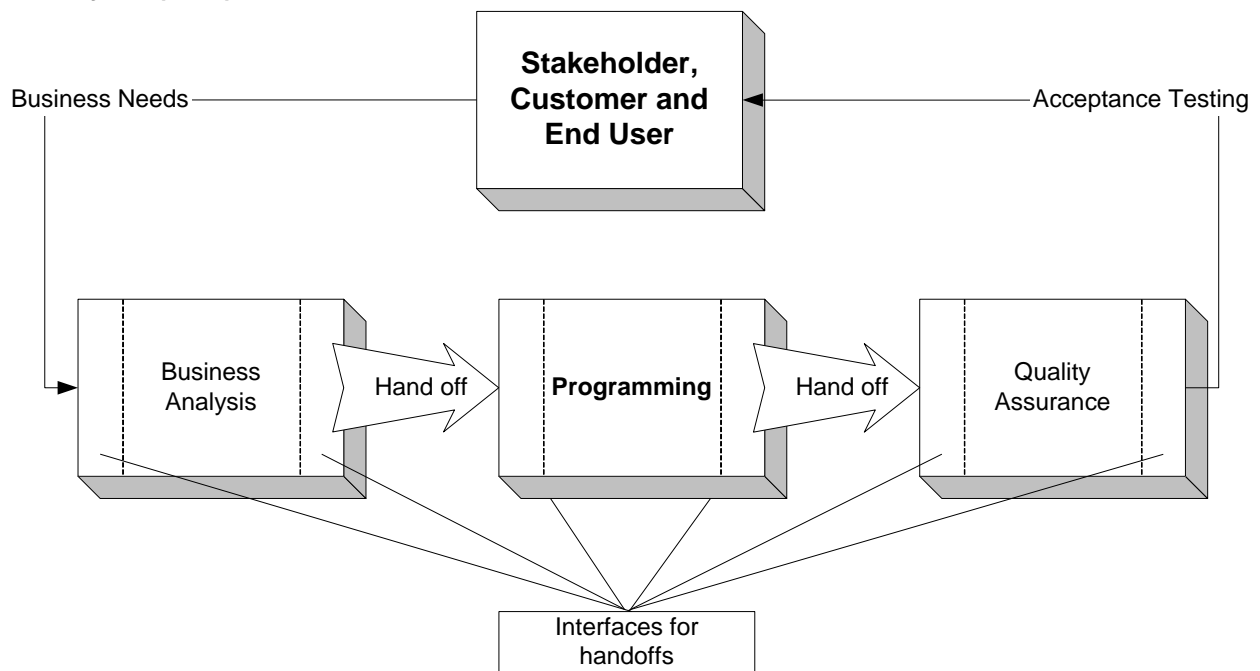 Stakeholder,
Customer and
End User
Business Needs
Acceptance Testing
Business
Analysis
Hand off
Programming
Hand off
Quality
Assurance
Interfaces for
handoffs